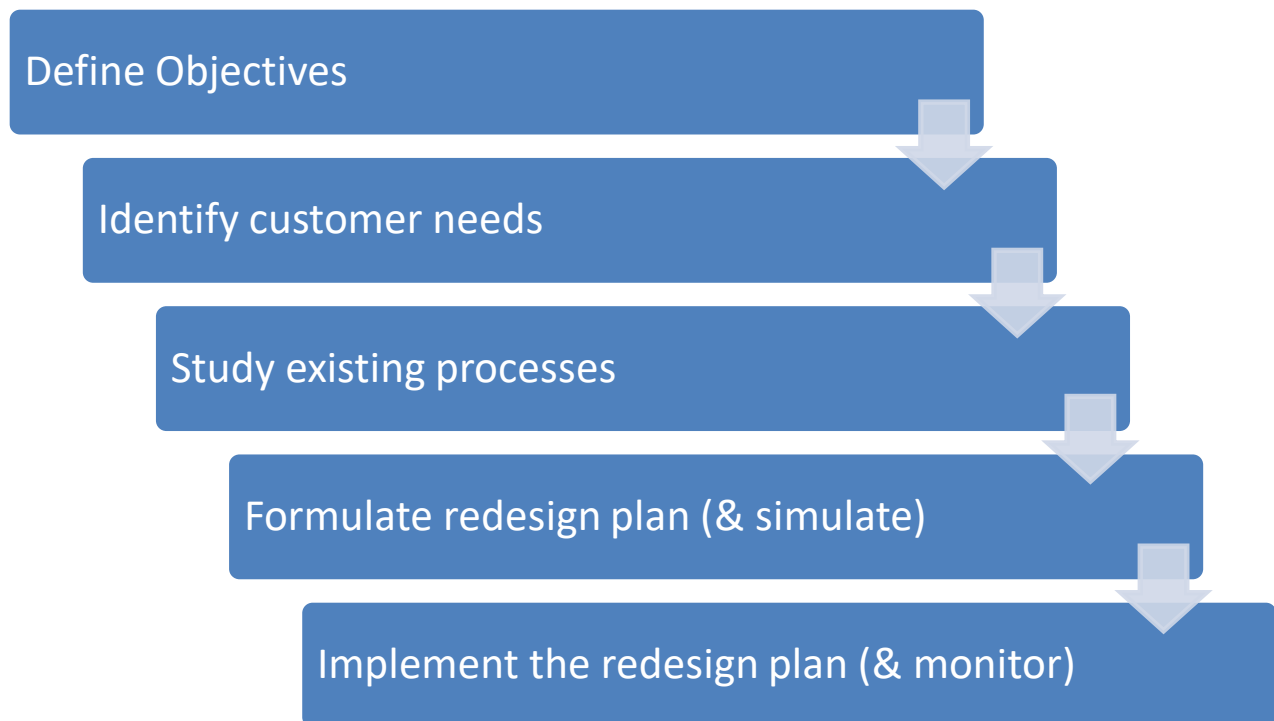 Define Objectives
Identify customer needs
Study existing processes
Formulate redesign plan (& simulate)
Implement the redesign plan (& monitor)